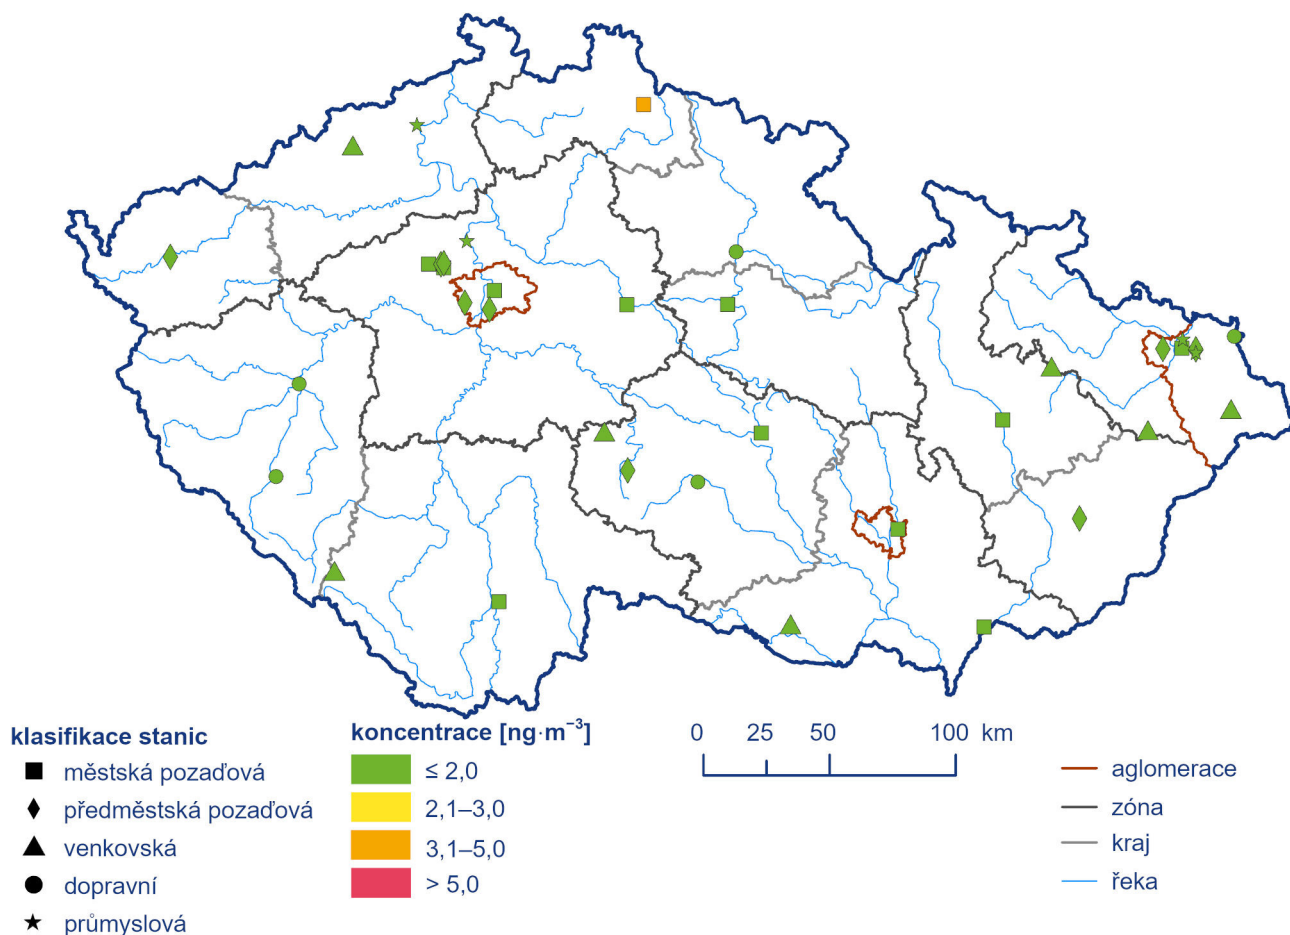 klasifikace stanic
městská pozaďová
předměstská pozaďová
venkovská
dopravní
průmyslová
koncentrace [ng·m⁻³]
≤ 2,0
2,1–3,0
3,1–5,0
> 5,0
0 25 50 100 km
aglomerace
zóna
kraj
řeka